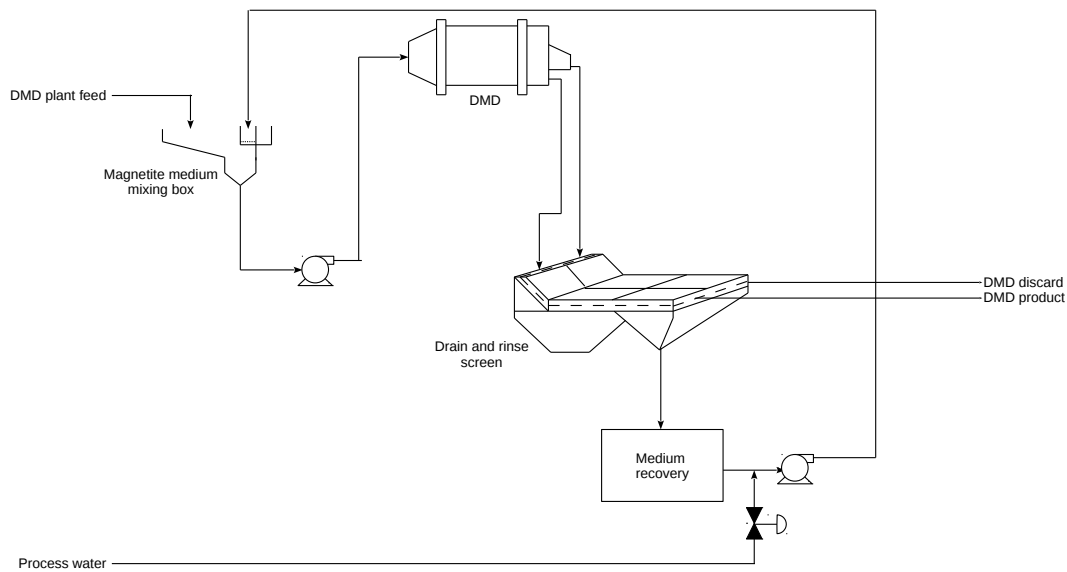 DMD plant feed
DMD
Magnetite medium
mixing box
DMD discard
DMD product
Drain and rinse
screen
Medium
recovery
Process water